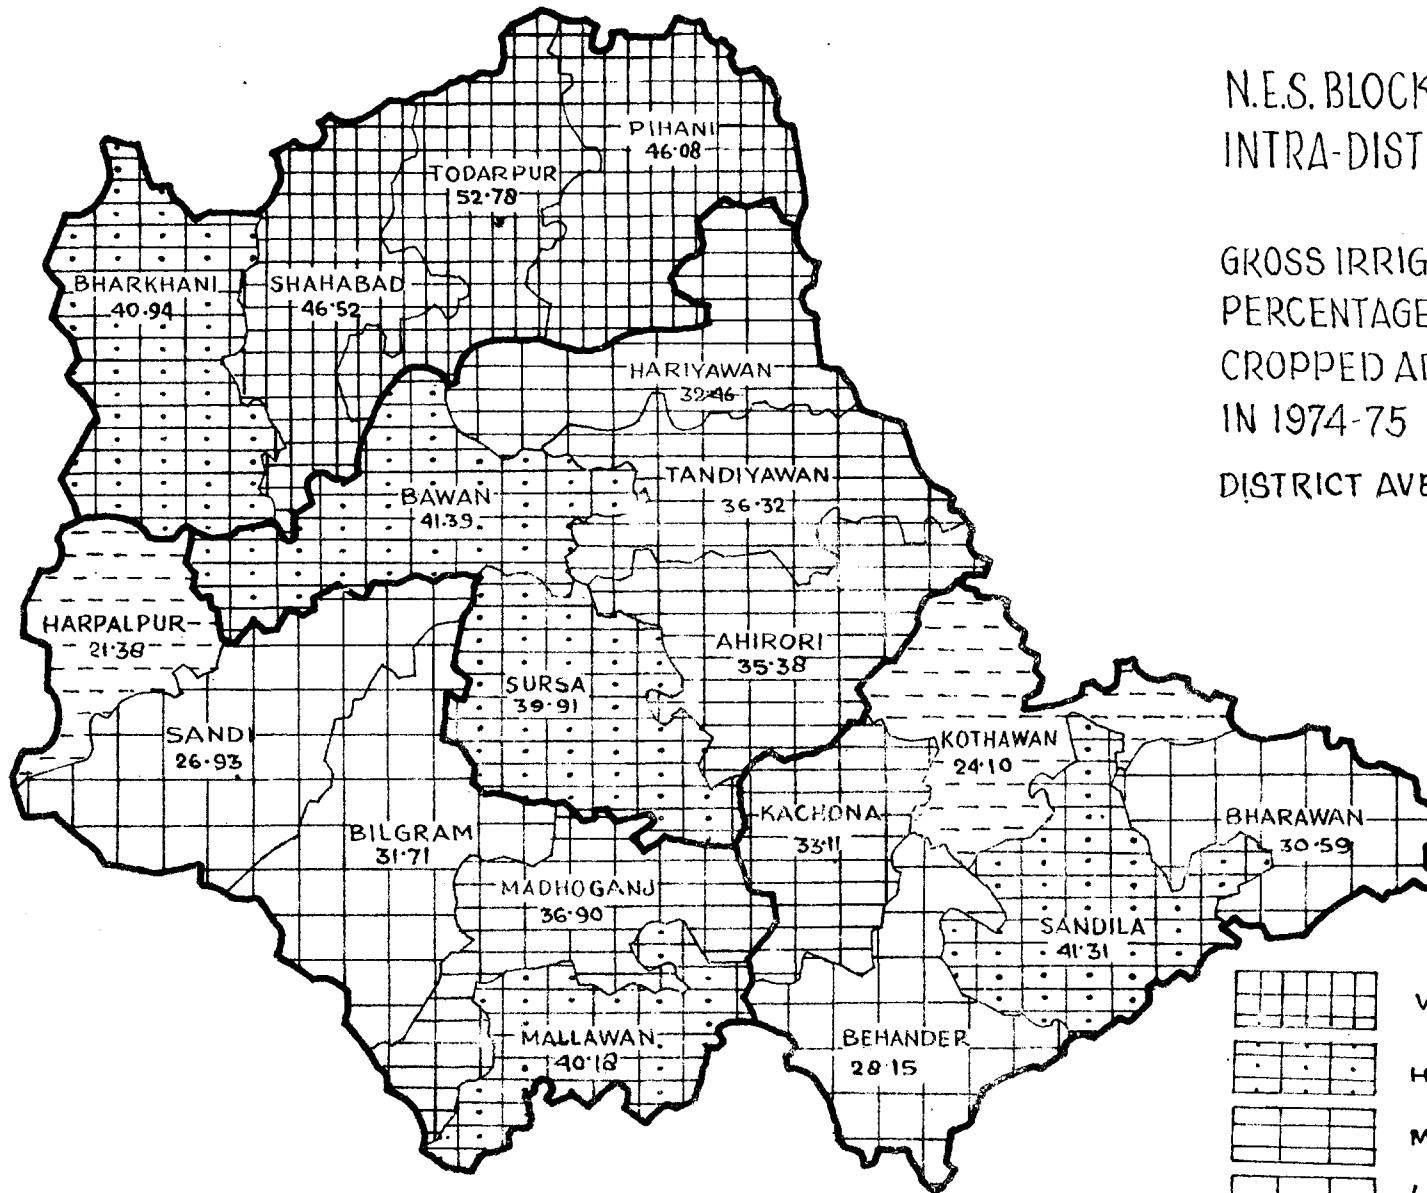 N.E.S. BLOCK
INTRA-DIST
GROSS IRRIG
PERCENTAGE
CROPPED AR
IN 1974-75
DISTRICT AVE
PIHANI
46.08
TODARPUR
52.78
BHARKHANI
40.94
SHAHABAD
46.52
HARIYAWAN
32.46
TANDIYAWAN
36.32
BAWAN
41.39
HARPALPUR
21.38
AHIRORI
35.38
SURSA
39.91
SANDI
26.93
KOTHAWAN
24.10
BILGRAM
31.71
KACHONA
33.11
BHARAWAN
30.59
MADHOGANJ
36.90
SANDILA
41.31
MALLAWAN
40.18
BEHANDER
28.15
V
H
M
L